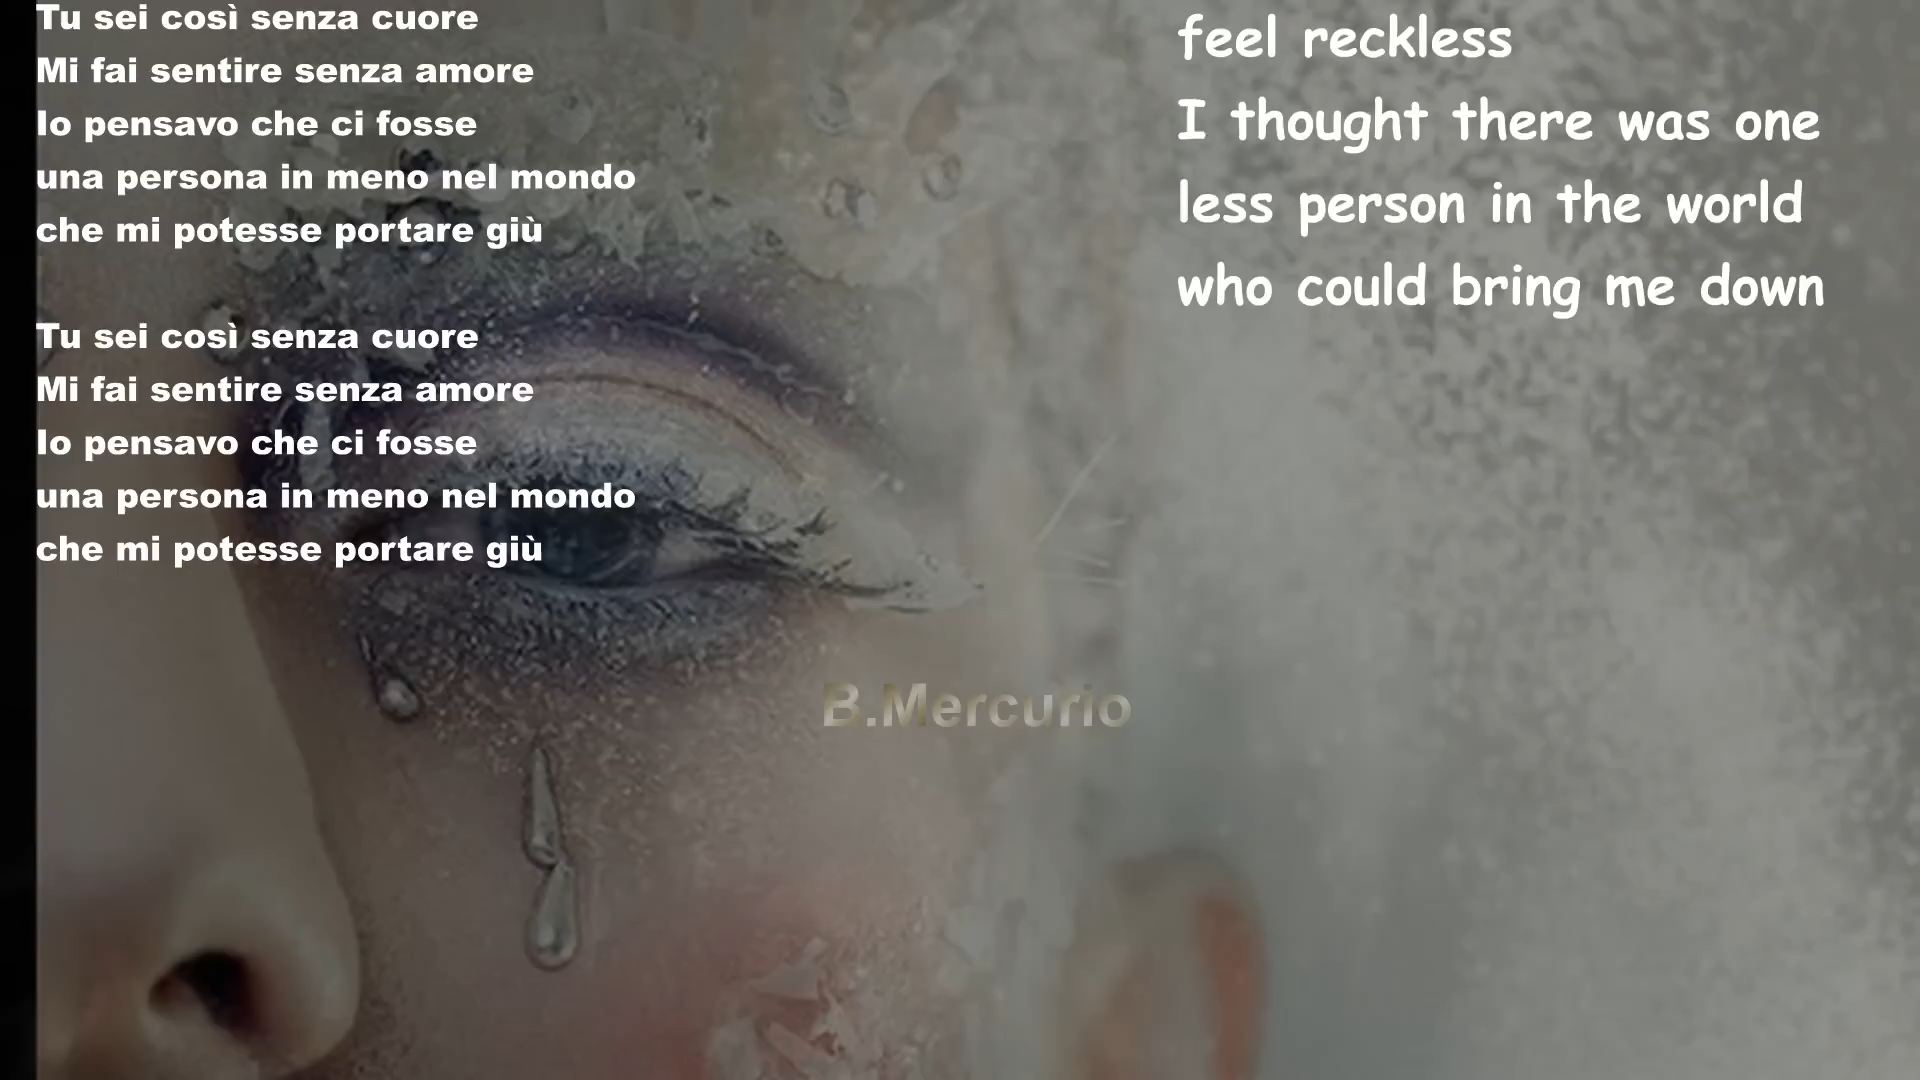 Tu sei così senza cuore
Mi fai sentire senza amore
Io pensavo che ci fosse
una persona in meno nel mondo
che mi potesse portare giù
Tu sei così senza cuore
Mi fai sentire senza amore
Io pensavo che ci fosse
una persona in meno nel mondo
che mi potesse portare giù
feel reckless
I thought there was one
less person in the world
who could bring me down
B.Mercurio